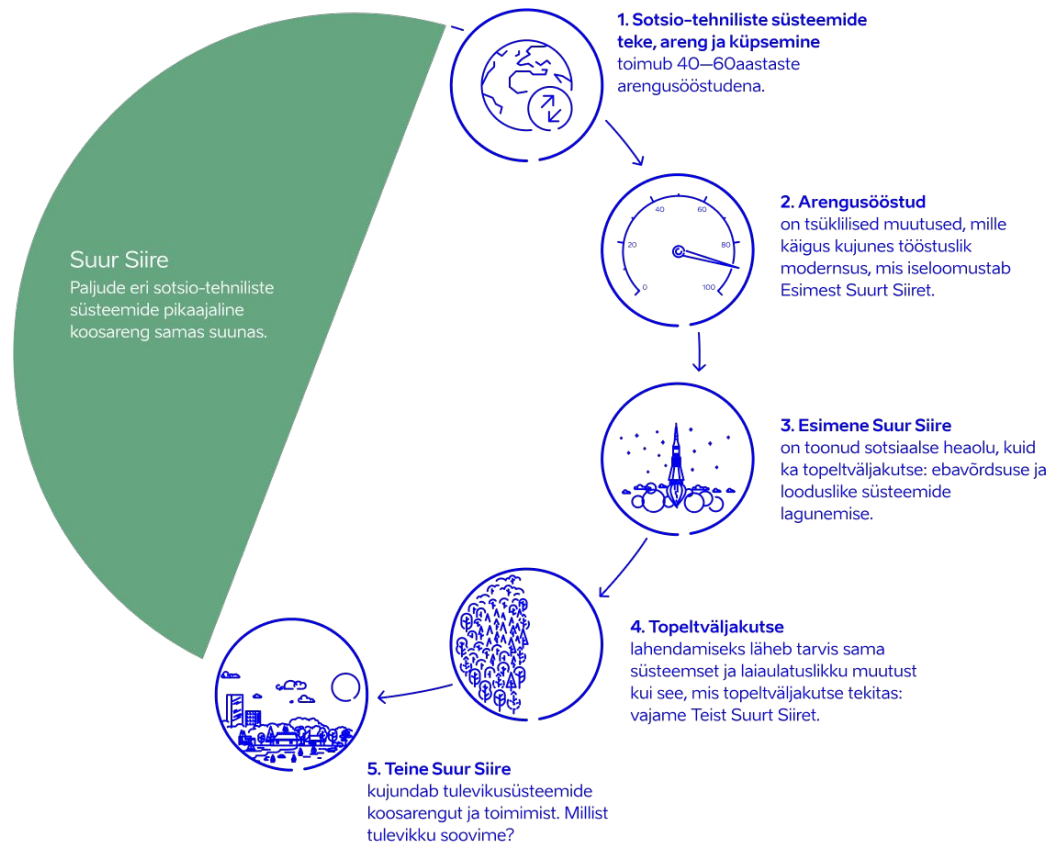 Suur Siire
Paljude eri sotsio-tehniliste
süsteemide pikaajaline
koosareng samas suunas.
1. Sotsio-tehniliste süsteemide
teke, areng ja küpsemine
toimub 40—60aastaste
arengusööstudena.
0
20
40
60
80
100
2. Arengusööstud
on tsüklilised muutused, mille
käigus kujunes tööstuslik
modernsus, mis iseloomustab
Esimest Suurt Siiret.
3. Esimene Suur Siire
on toonud sotsiaalse heaolu, kuid
ka topeltväljakutse: ebavõrdsuse ja
looduslike süsteemide
lagunemise.
4. Topeltväljakutse
lahendamiseks läheb tarvis sama
süsteemset ja laiaulatuslikku muutust
kui see, mis topeltväljakutse tekitas:
vajame Teist Suurt Siiret.
5. Teine Suur Siire
kujundab tulevikusüsteemide
koosarengut ja toimimist. Millist
tulevikku soovime?